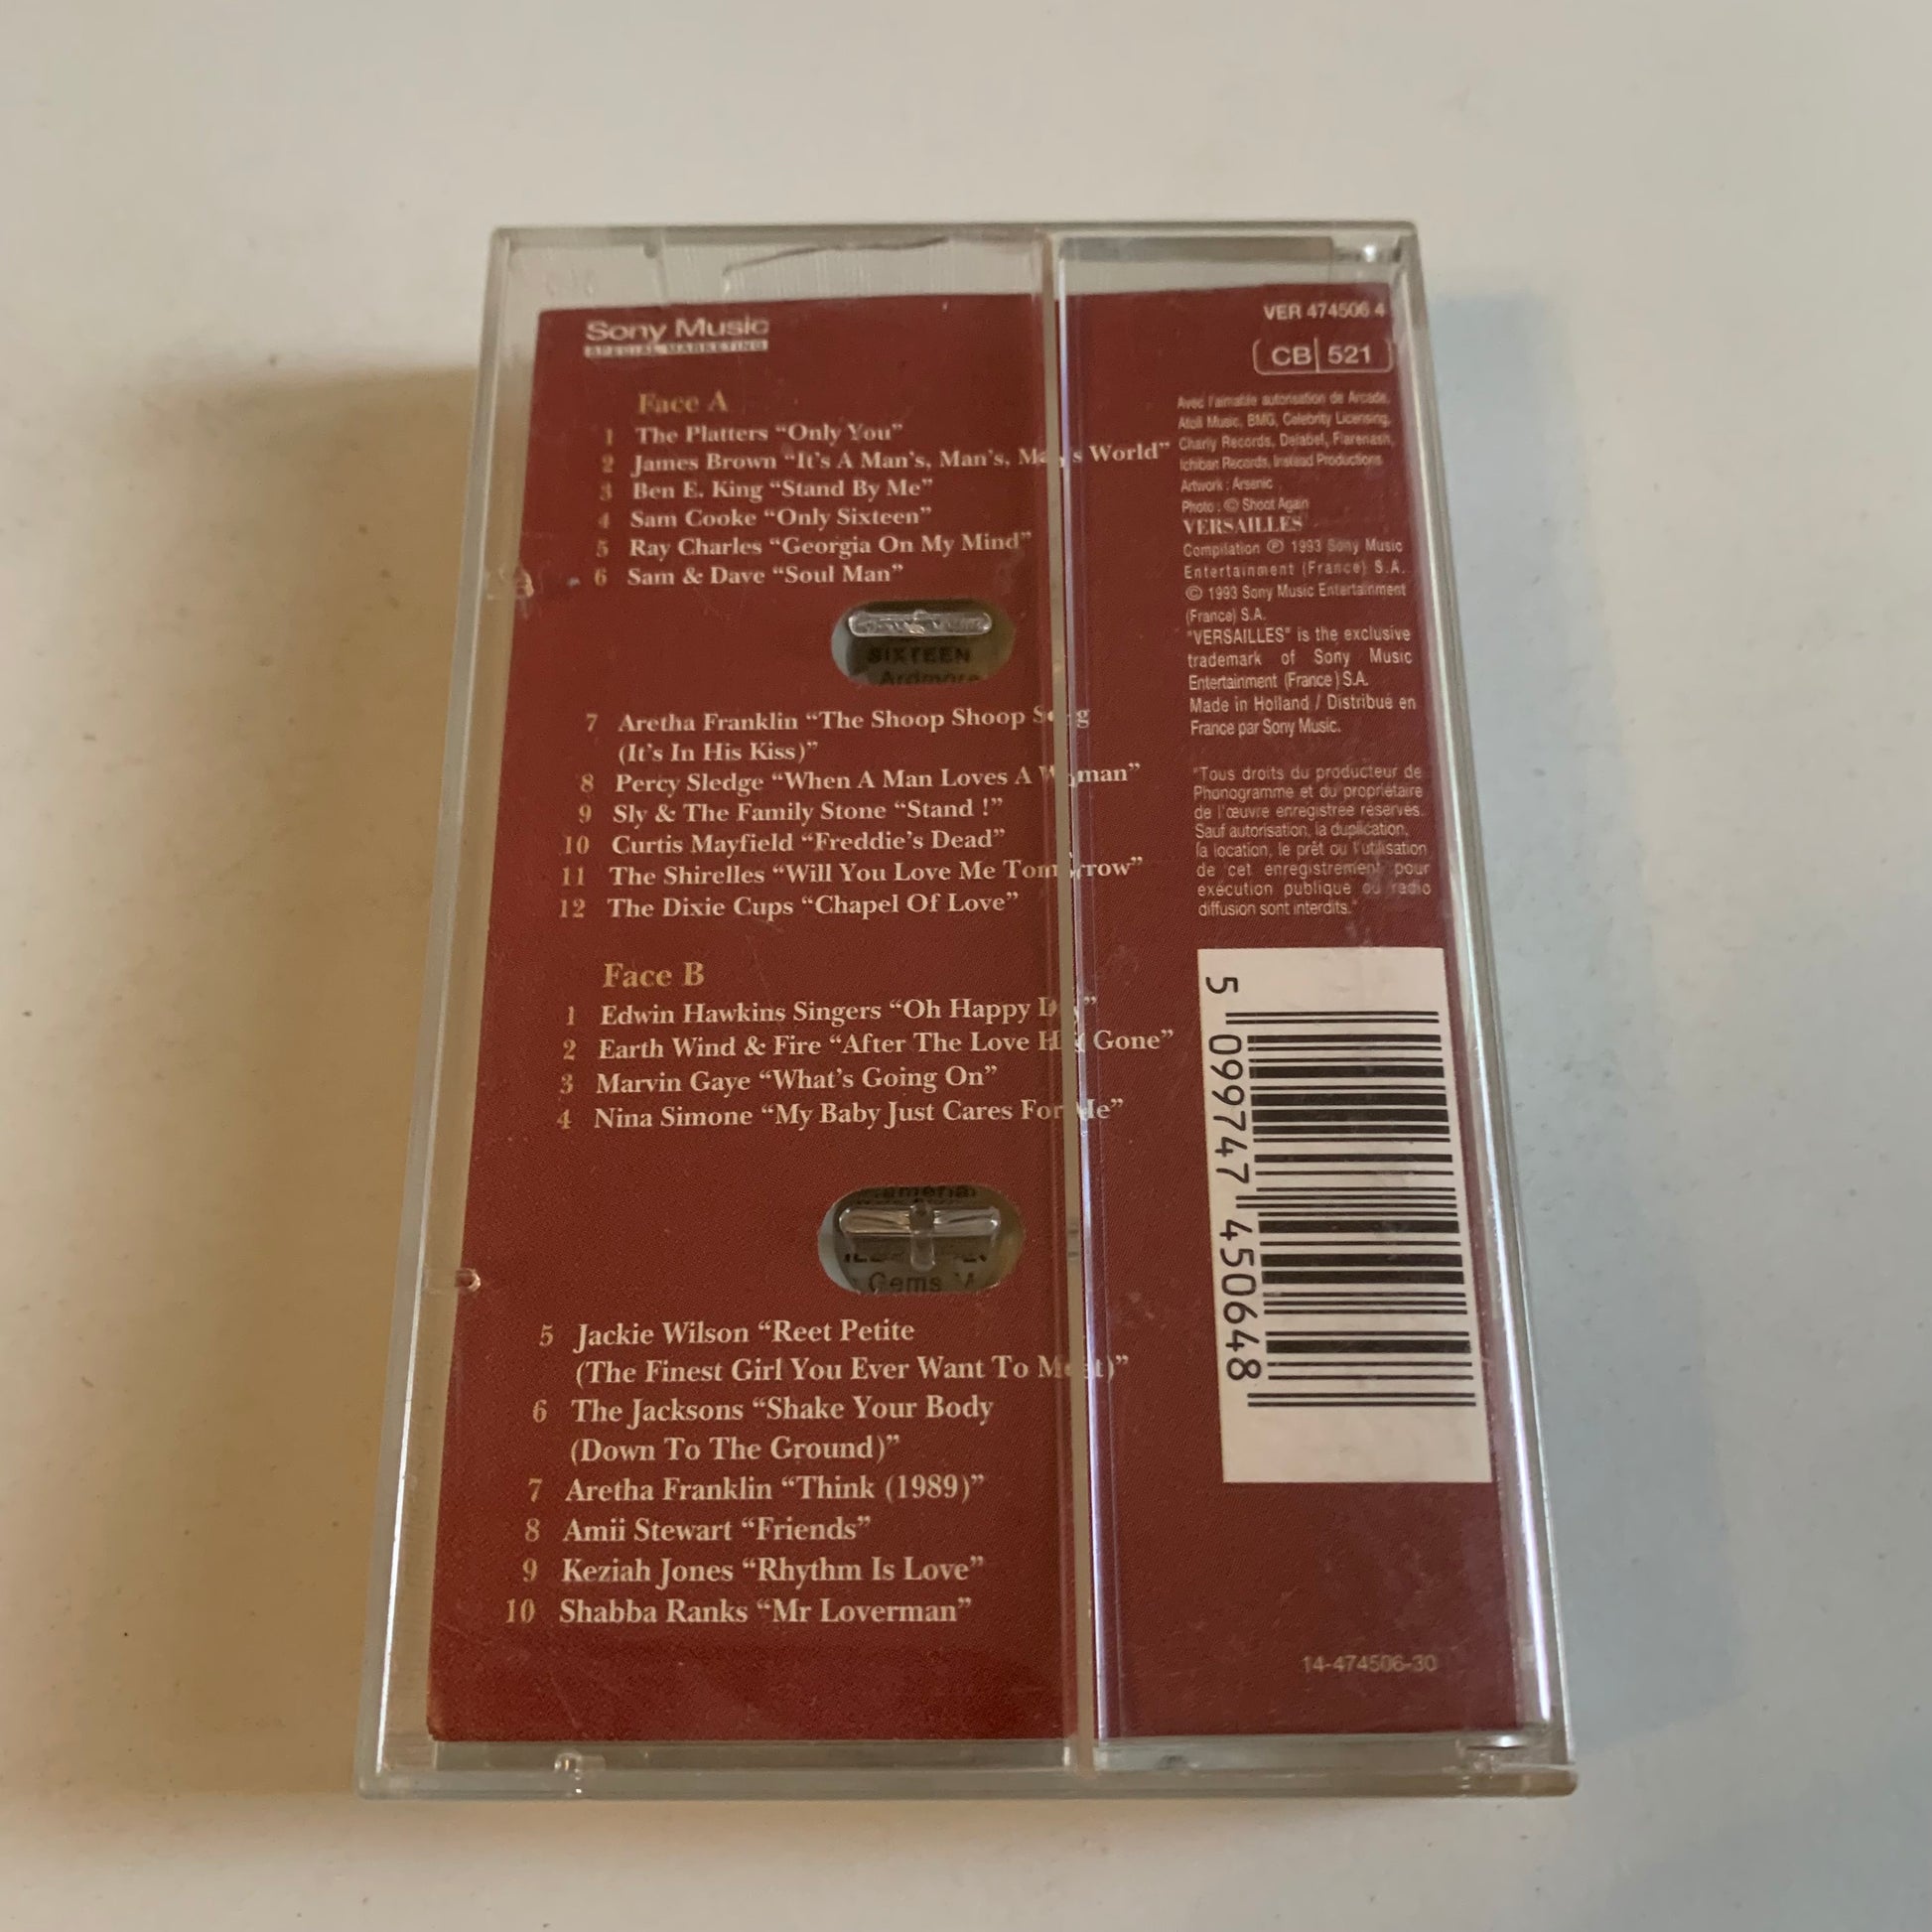 Sony Music
SPECIAL MARKETING
Face A
1 The Platters “Only You”
2 James Brown “It's A Man's, Man's, Man's World”
3 Ben E. King “Stand By Me”
4 Sam Cooke “Only Sixteen”
5 Ray Charles “Georgia On My Mind”
6 Sam & Dave “Soul Man”
SIXTEEN
Ardmore
7 Aretha Franklin “The Shoop Shoop Song
(It's In His Kiss)”
8 Percy Sledge “When A Man Loves A Woman”
9 Sly & The Family Stone “Stand !”
10 Curtis Mayfield “Freddie's Dead”
11 The Shirelles “Will You Love Me Tomorrow”
12 The Dixie Cups “Chapel Of Love”
Face B
1 Edwin Hawkins Singers “Oh Happy Day”
2 Earth Wind & Fire “After The Love Has Gone”
3 Marvin Gaye “What's Going On”
4 Nina Simone “My Baby Just Cares For Me”
Gems
5 Jackie Wilson “Reet Petite
(The Finest Girl You Ever Want To Meet)”
6 The Jacksons “Shake Your Body
(Down To The Ground)”
7 Aretha Franklin “Think (1989)”
8 Amii Stewart “Friends”
9 Keziah Jones “Rhythm Is Love”
10 Shabba Ranks “Mr Loverman”
VER 474506 4
CB 521
Avec l'aimable autorisation de Arcade,
Atoll Music, BMG, Celebrity Licensing,
Charly Records, Delabel, Flarenash,
Ichiban Records, Instead Productions
Artwork : Arsenic
Photo : © Shoot Again
VERSAILLES
Compilation ℗ 1993 Sony Music
Entertainment (France) S.A.
© 1993 Sony Music Entertainment
(France) S.A.
"VERSAILLES" is the exclusive
trademark of Sony Music
Entertainment (France) S.A.
Made in Holland / Distribué en
France par Sony Music.
"Tous droits du producteur de
Phonogramme et du propriétaire
de l'œuvre enregistrée réservés.
Sauf autorisation, la duplication,
la location, le prêt ou l'utilisation
de cet enregistrement pour
exécution publique ou radio
diffusion sont interdits."
5 099747 450648
14-474506-30